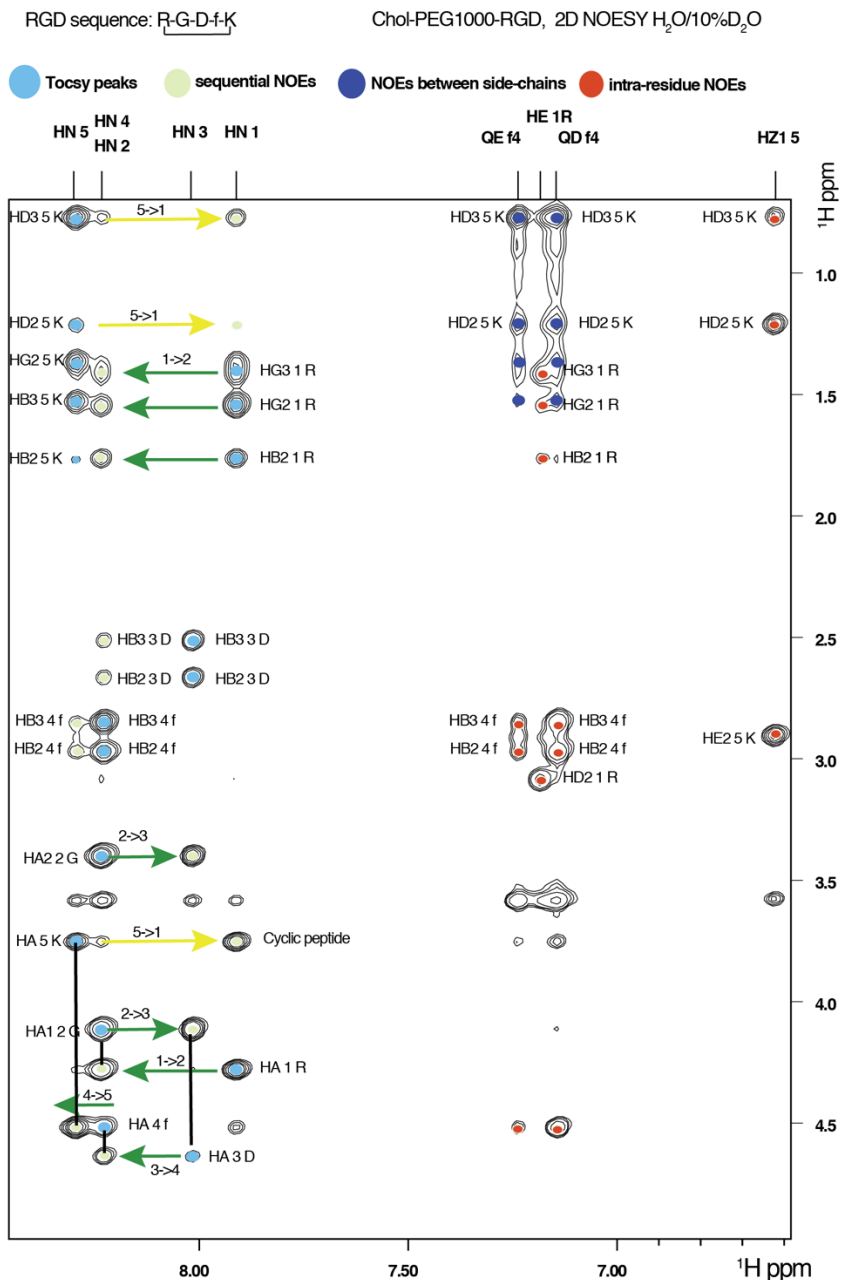 RGD sequence: R-G-D-f-K
Chol-PEG1000-RGD, 2D NOESY H2O/10%D2O
Tocsy peaks
sequential NOEs
NOEs between side-chains
intra-residue NOEs
HN 5
HN 4
HN 2
HN 3
HN 1
HE 1R
QE f4
QD f4
HZ1 5
1H ppm
HD3 5 K
5->1
HD3 5 K
HD3 5 K
1.0
HD2 5 K
5->1
HD2 5 K
HD2 5 K
HD2 5 K
HG2 5 K
1->2
HG3 1 R
HG3 1 R
1.5
HB3 5 K
HG2 1 R
HG2 1 R
HB2 5 K
HB2 1 R
HB2 1 R
2.0
HB3 3 D
HB3 3 D
2.5
HB2 3 D
HB2 3 D
HB3 4 f
HB3 4 f
HB3 4 f
HB3 4 f
HB2 4 f
HB2 4 f
HB2 4 f
HB2 4 f
HE2 5 K
3.0
HD2 1 R
HA2 2 G
2->3
3.5
HA 5 K
5->1
Cyclic peptide
4.0
HA1 2 G
2->3
1->2
HA 1 R
4->5
HA 4 f
4.5
3->4
HA 3 D
8.00
7.50
7.00
1H ppm